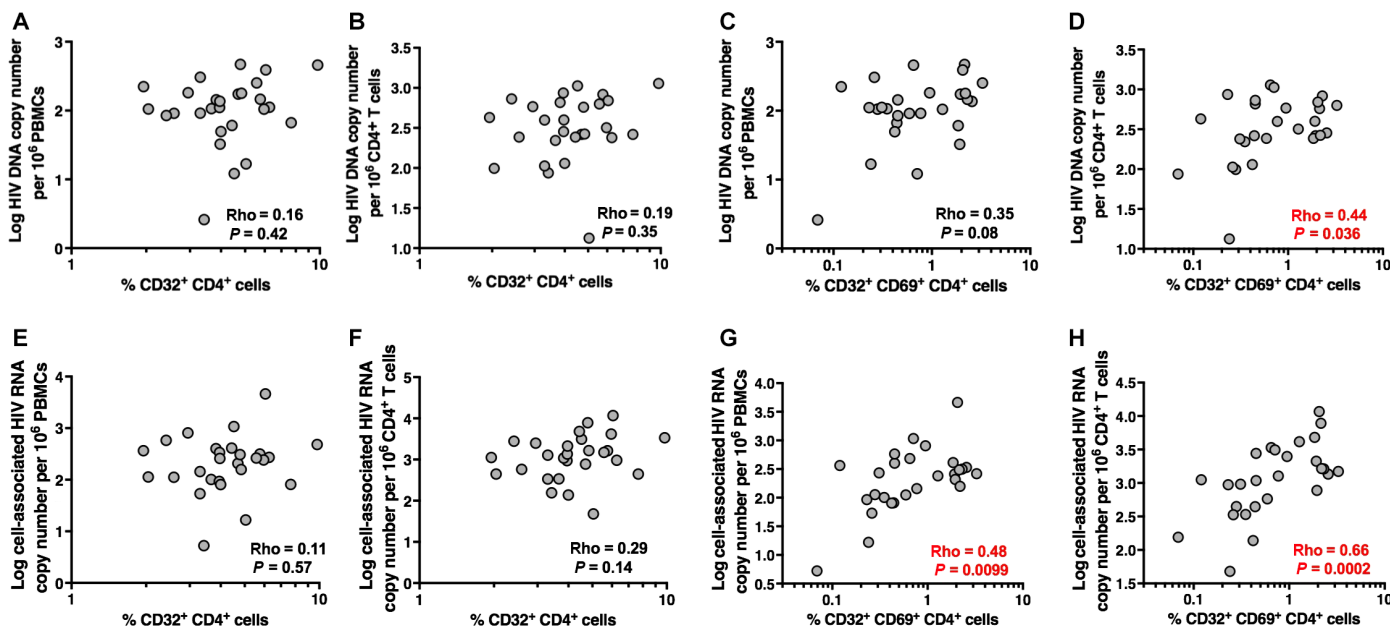 A
Log HIV DNA copy number
per 10⁶ PBMCs
3
2
1
0
1
10
Rho = 0.16
P = 0.42
% CD32⁺ CD4⁺ cells
B
Log HIV DNA copy number
per 10⁶ CD4+ T cells
3.5
3.0
2.5
2.0
1.5
1.0
1
10
Rho = 0.19
P = 0.35
% CD32⁺ CD4⁺ cells
C
Log HIV DNA copy number
per 10⁶ PBMCs
3
2
1
0
0.1
1
10
Rho = 0.35
P = 0.08
% CD32⁺ CD69⁺ CD4⁺ cells
D
Log HIV DNA copy number
per 10⁶ CD4⁺ T cells
3.5
3.0
2.5
2.0
1.5
1.0
0.1
1
10
Rho = 0.44
P = 0.036
% CD32⁺ CD69⁺ CD4⁺ cells
E
Log cell-associated HIV RNA
copy number per 10⁶ PBMCs
4
3
2
1
0
1
10
Rho = 0.11
P = 0.57
% CD32⁺ CD4⁺ cells
F
Log cell-associated HIV RNA
copy number per 10⁶ CD4⁺ T cells
5
4
3
2
1
0
1
10
Rho = 0.29
P = 0.14
% CD32⁺ CD4⁺ cells
G
Log cell-associated HIV RNA
copy number per 10⁶ PBMCs
4.0
3.5
3.0
2.5
2.0
1.5
1.0
0.5
0.1
1
10
Rho = 0.48
P = 0.0099
% CD32⁺ CD69⁺ CD4⁺ cells
H
Log cell-associated HIV RNA
copy number per 10⁶ CD4⁺ T cells
4.5
4.0
3.5
3.0
2.5
2.0
1.5
0.1
1
10
Rho = 0.66
P = 0.0002
% CD32⁺ CD69⁺ CD4⁺ cells